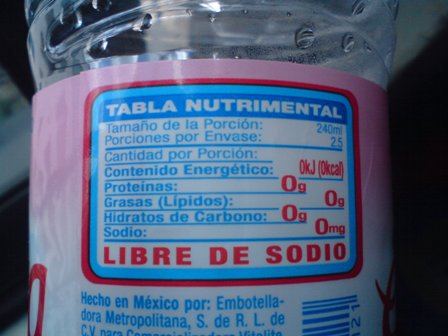 TABLA NUTRIMENTAL
Tamaño de la Porción: 240ml
Porciones por Envase: 2.5
Cantidad por Porción:
Contenido Energético: 0kJ (0kcal)
Proteínas: 0g
Grasas (Lípidos): 0g
Hidratos de Carbono: 0g
Sodio: 0mg
LIBRE DE SODIO
Hecho en México por: Embotella-
dora Metropolitana, S. de R. L. de
C.V. para Comercializadora
21